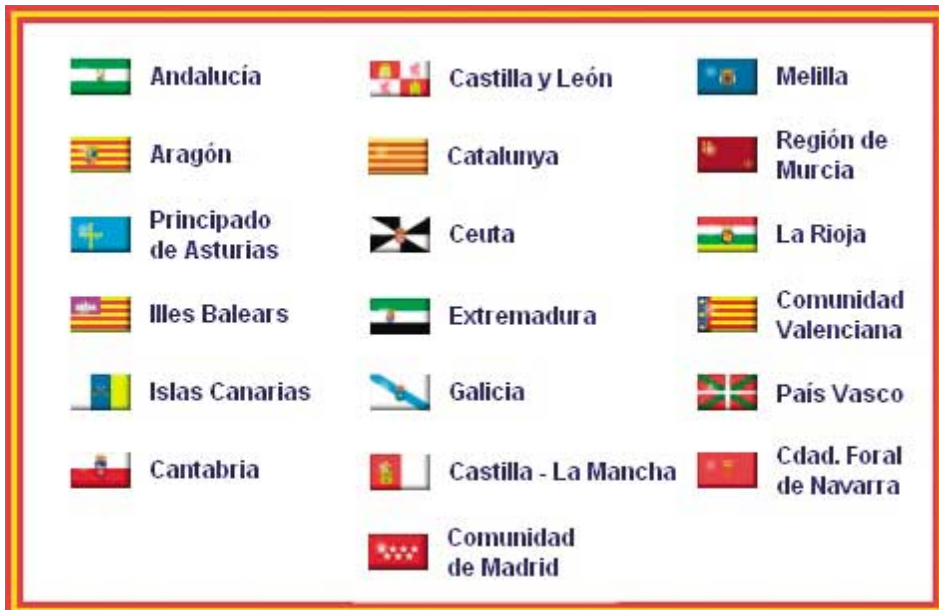 Andalucía
Aragón
Principado
de Asturias
Illes Balears
Islas Canarias
Cantabria
Castilla y León
Catalunya
Ceuta
Extremadura
Galicia
Castilla - La Mancha
Comunidad
de Madrid
Melilla
Región de
Murcia
La Rioja
Comunidad
Valenciana
País Vasco
Cdad. Foral
de Navarra